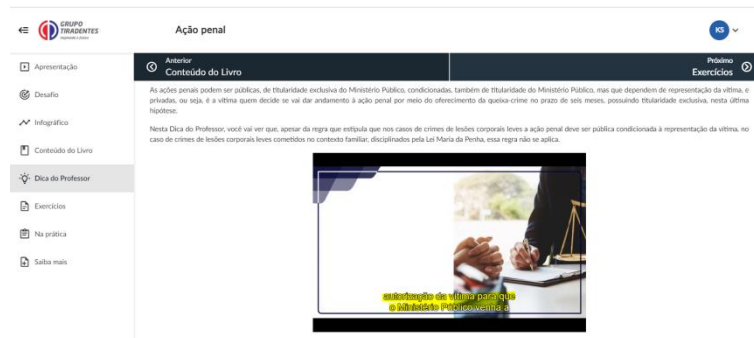 GRUPO
TIRADENTES
Ação penal
KS
Apresentação
Desafio
Infográfico
Conteúdo do Livro
Dica do Professor
Exercícios
Na prática
Saiba mais
Anterior
Conteúdo do Livro
Próximo
Exercícios
As ações penais podem ser públicas, de titularidade exclusiva do Ministério Público, condicionadas, também de titularidade do Ministério Público, mas que dependem de representação da vítima, e
privadas, ou seja, é a vítima quem decide se vai dar andamento à ação penal por meio do oferecimento da queixa-crime no prazo de seis meses, possuindo titularidade exclusiva, nesta última
hipótese.
Nesta Dica do Professor, você vai ver que, apesar da regra que estipula que nos casos de crimes de lesões corporais leves a ação penal deve ser pública condicionada à representação da vítima, no
caso de crimes de lesões corporais leves cometidos no contexto familiar, disciplinados pela Lei Maria da Penha, essa regra não se aplica.
autorização da vítima para que
o Ministério Público venha a